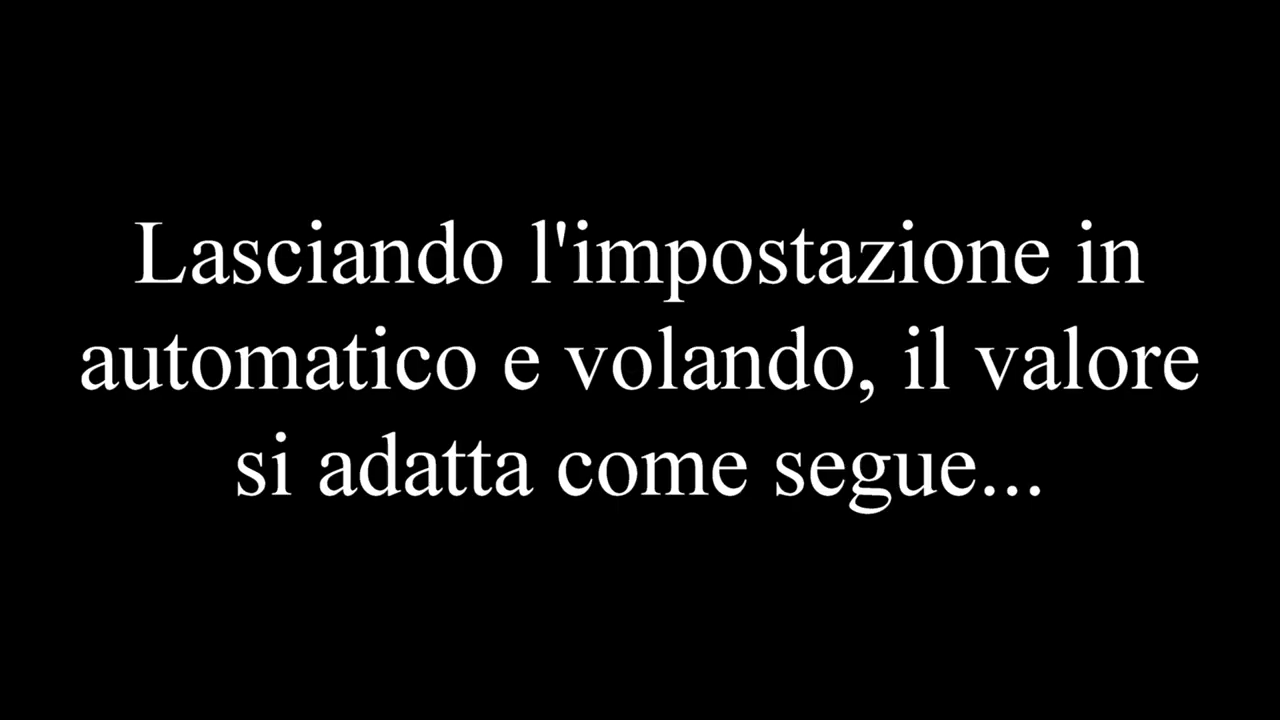 Lasciando l'impostazione in
automatico e volando, il valore
si adatta come segue...